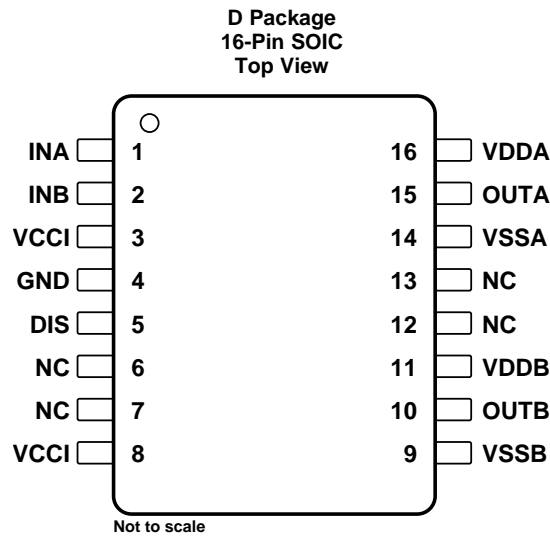 D Package
16-Pin SOIC
Top View
INA 1 16 VDDA
INB 2 15 OUTA
VCCI 3 14 VSSA
GND 4 13 NC
DIS 5 12 NC
NC 6 11 VDDB
NC 7 10 OUTB
VCCI 8 9 VSSB
Not to scale